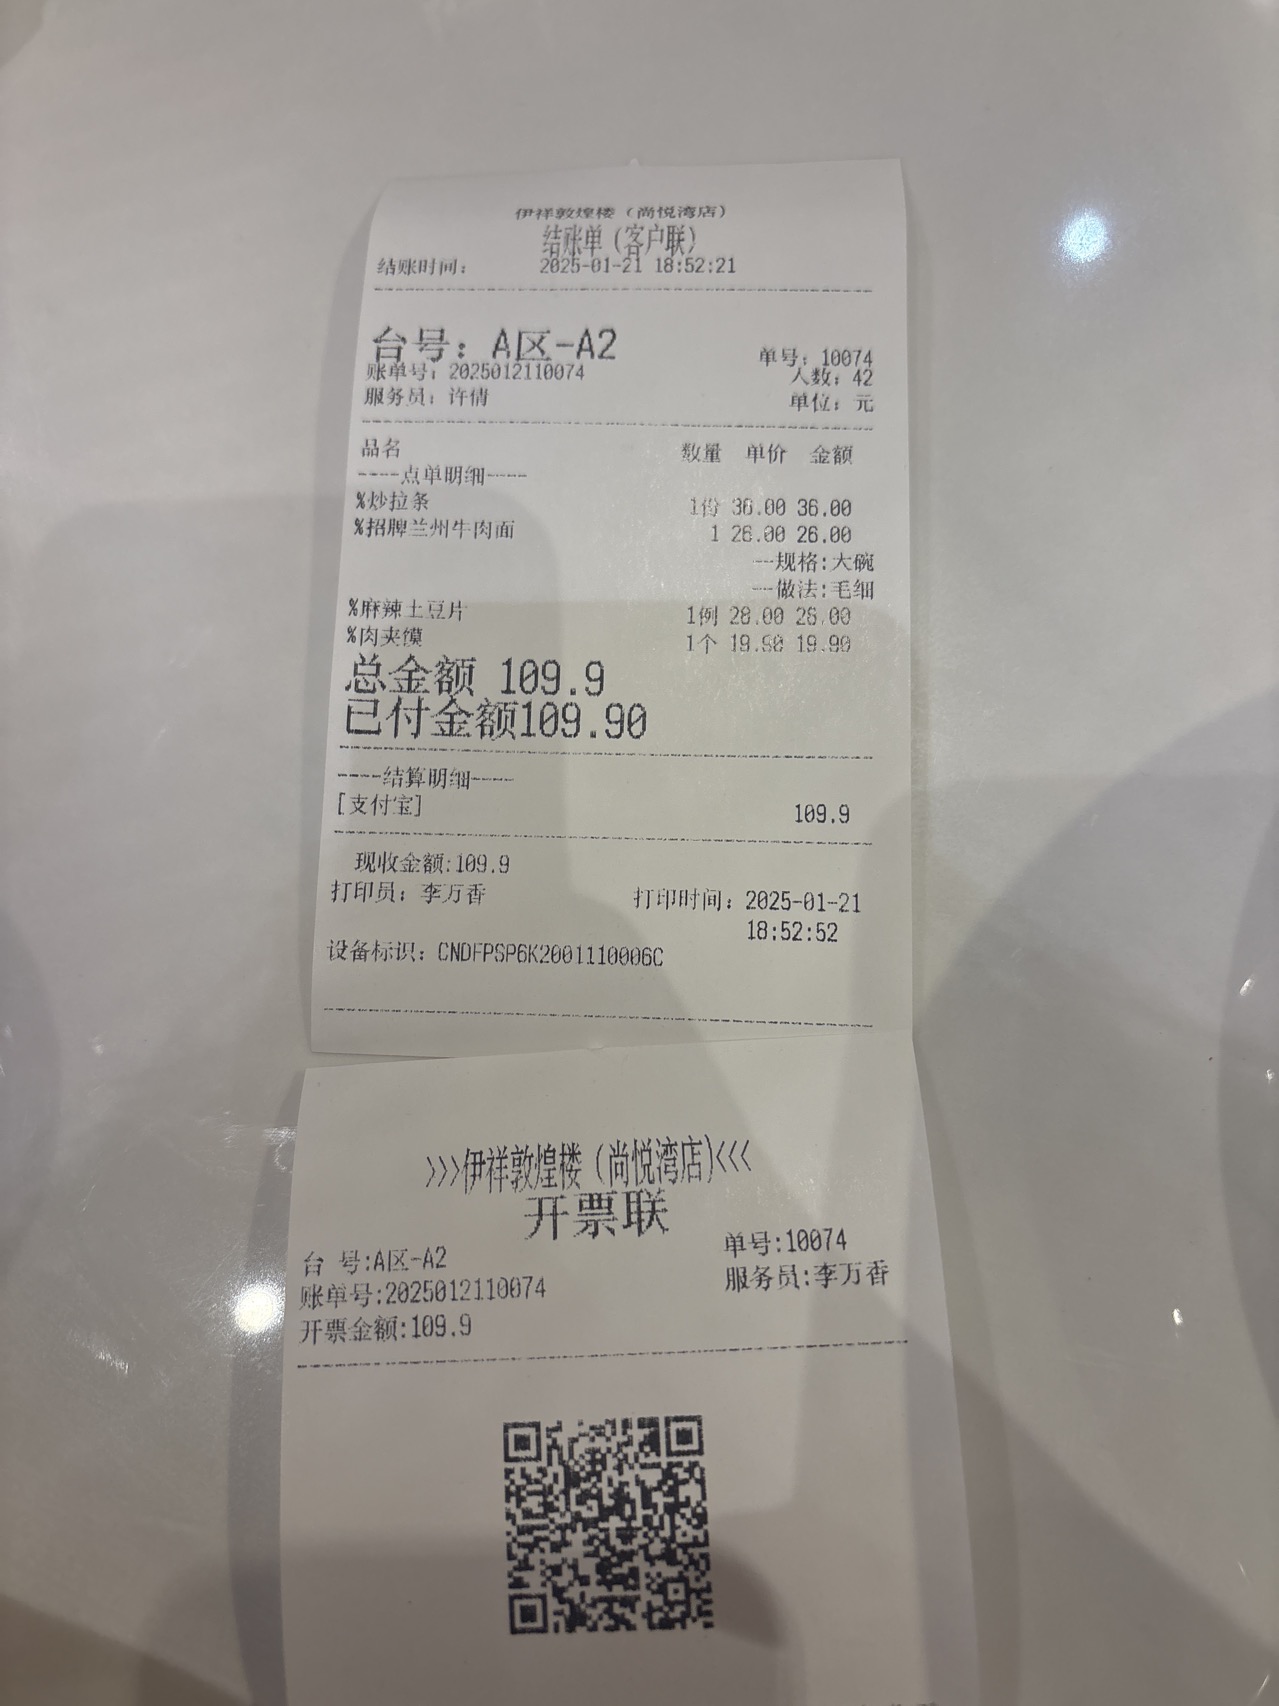 伊祥敦煌楼（尚悦湾店）
结账单（客户联）
结账时间： 2025-01-21 18:52:21
台号：A区-A2 单号：10074
账单号：2025012110074 人数：42
服务员：许倩 单位：元
品名 数量 单价 金额
----点单明细----
%炒拉条 1份 36.00 36.00
%招牌兰州牛肉面 1 26.00 26.00
--规格:大碗
--做法:毛细
%麻辣土豆片 1例 28.00 28.00
%肉夹馍 1个 19.90 19.90
总金额 109.9
已付金额109.90
----结算明细----
[支付宝] 109.9
现收金额:109.9
打印员：李万香 打印时间：2025-01-21
18:52:52
设备标识：CNDFPSP6K2001110006C
>>>伊祥敦煌楼（尚悦湾店)<<<
开票联
台 号:A区-A2 单号:10074
账单号:2025012110074 服务员:李万香
开票金额:109.9